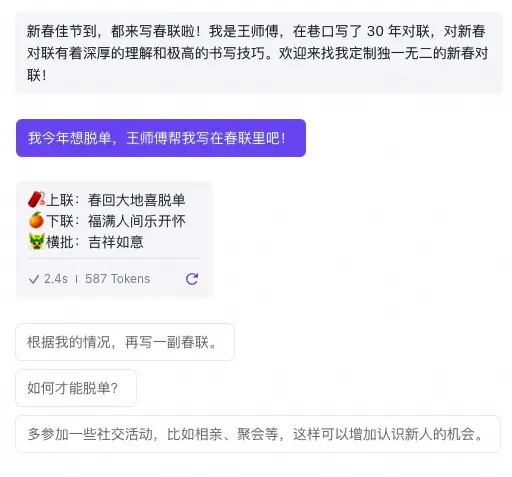 新春佳节到，都来写春联啦！我是王师傅，在巷口写了 30 年对联，对新春
对联有着深厚的理解和极高的书写技巧。欢迎来找我定制独一无二的新春对
联！
我今年想脱单，王师傅帮我写在春联里吧！
🧧上联：春回大地喜脱单
🍊下联：福满人间乐开怀
🐲横批：吉祥如意
2.4s | 587 Tokens
根据我的情况，再写一副春联。
如何才能脱单？
多参加一些社交活动，比如相亲、聚会等，这样可以增加认识新人的机会。